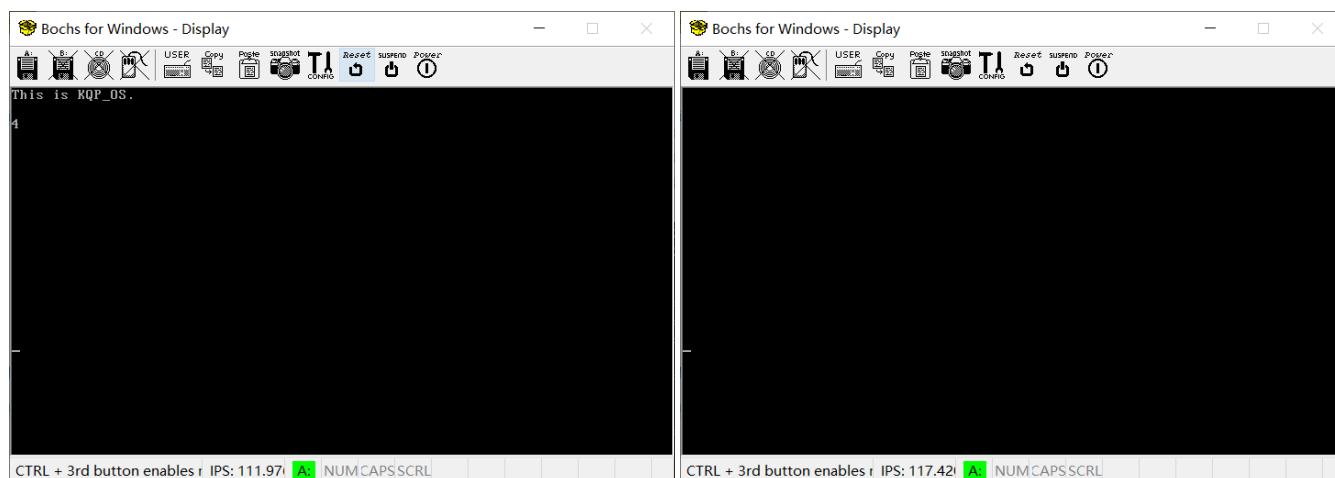 Bochs for Windows - Display
A: B: CD USER Copy Paste snapshot CONFIG Reset SUSPEND Power
This is KQP_OS.
4
CTRL + 3rd button enables r IPS: 111.97 A: NUM CAPS SCRL
Bochs for Windows - Display
A: B: CD USER Copy Paste snapshot CONFIG Reset SUSPEND Power
CTRL + 3rd button enables r IPS: 117.42 A: NUM CAPS SCRL